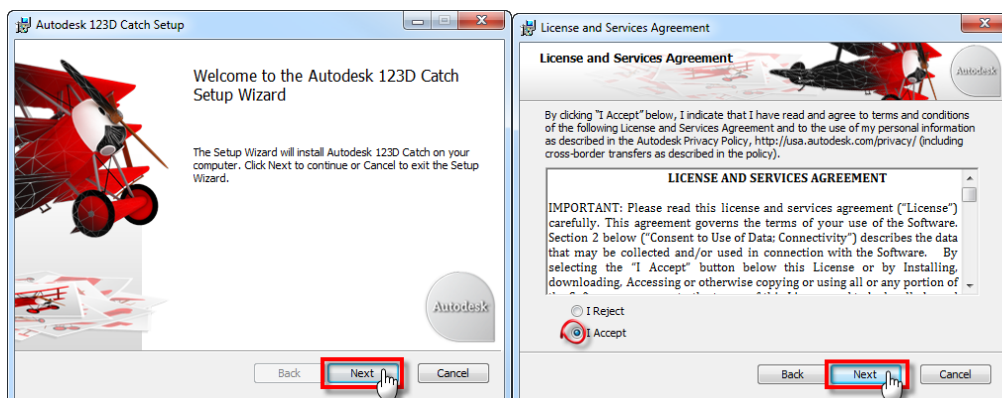 Autodesk 123D Catch Setup
Welcome to the Autodesk 123D Catch
Setup Wizard
The Setup Wizard will install Autodesk 123D Catch on your
computer. Click Next to continue or Cancel to exit the Setup
Wizard.
Autodesk
Back Next Cancel
License and Services Agreement
License and Services Agreement
Autodesk
By clicking "I Accept" below, I indicate that I have read and agree to terms and conditions
of the following License and Services Agreement and to the use of my personal information
as described in the Autodesk Privacy Policy, http://usa.autodesk.com/privacy/ (including
cross-border transfers as described in the policy).
LICENSE AND SERVICES AGREEMENT
IMPORTANT: Please read this license and services agreement ("License")
carefully. This agreement governs the terms of your use of the Software.
Section 2 below ("Consent to Use of Data; Connectivity") describes the data
that may be collected and/or used in connection with the Software. By
selecting the "I Accept" button below this License or by Installing,
downloading, Accessing or otherwise copying or using all or any portion of
I Reject
I Accept
Back Next Cancel